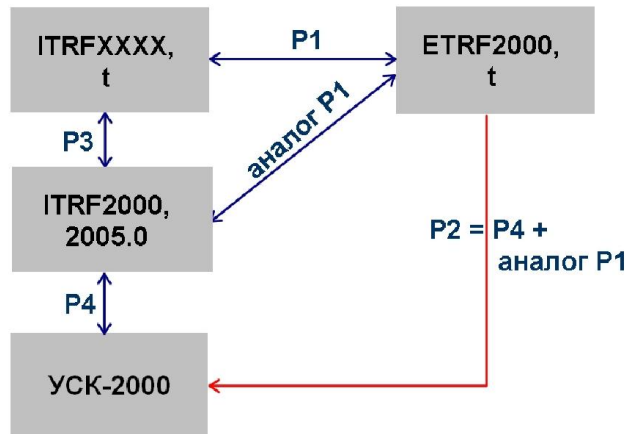 ITRFXXXX,
t
P1
ETRF2000,
t
аналог P1
P3
ITRF2000,
2005.0
P2 = P4 +
аналог P1
P4
УСК-2000